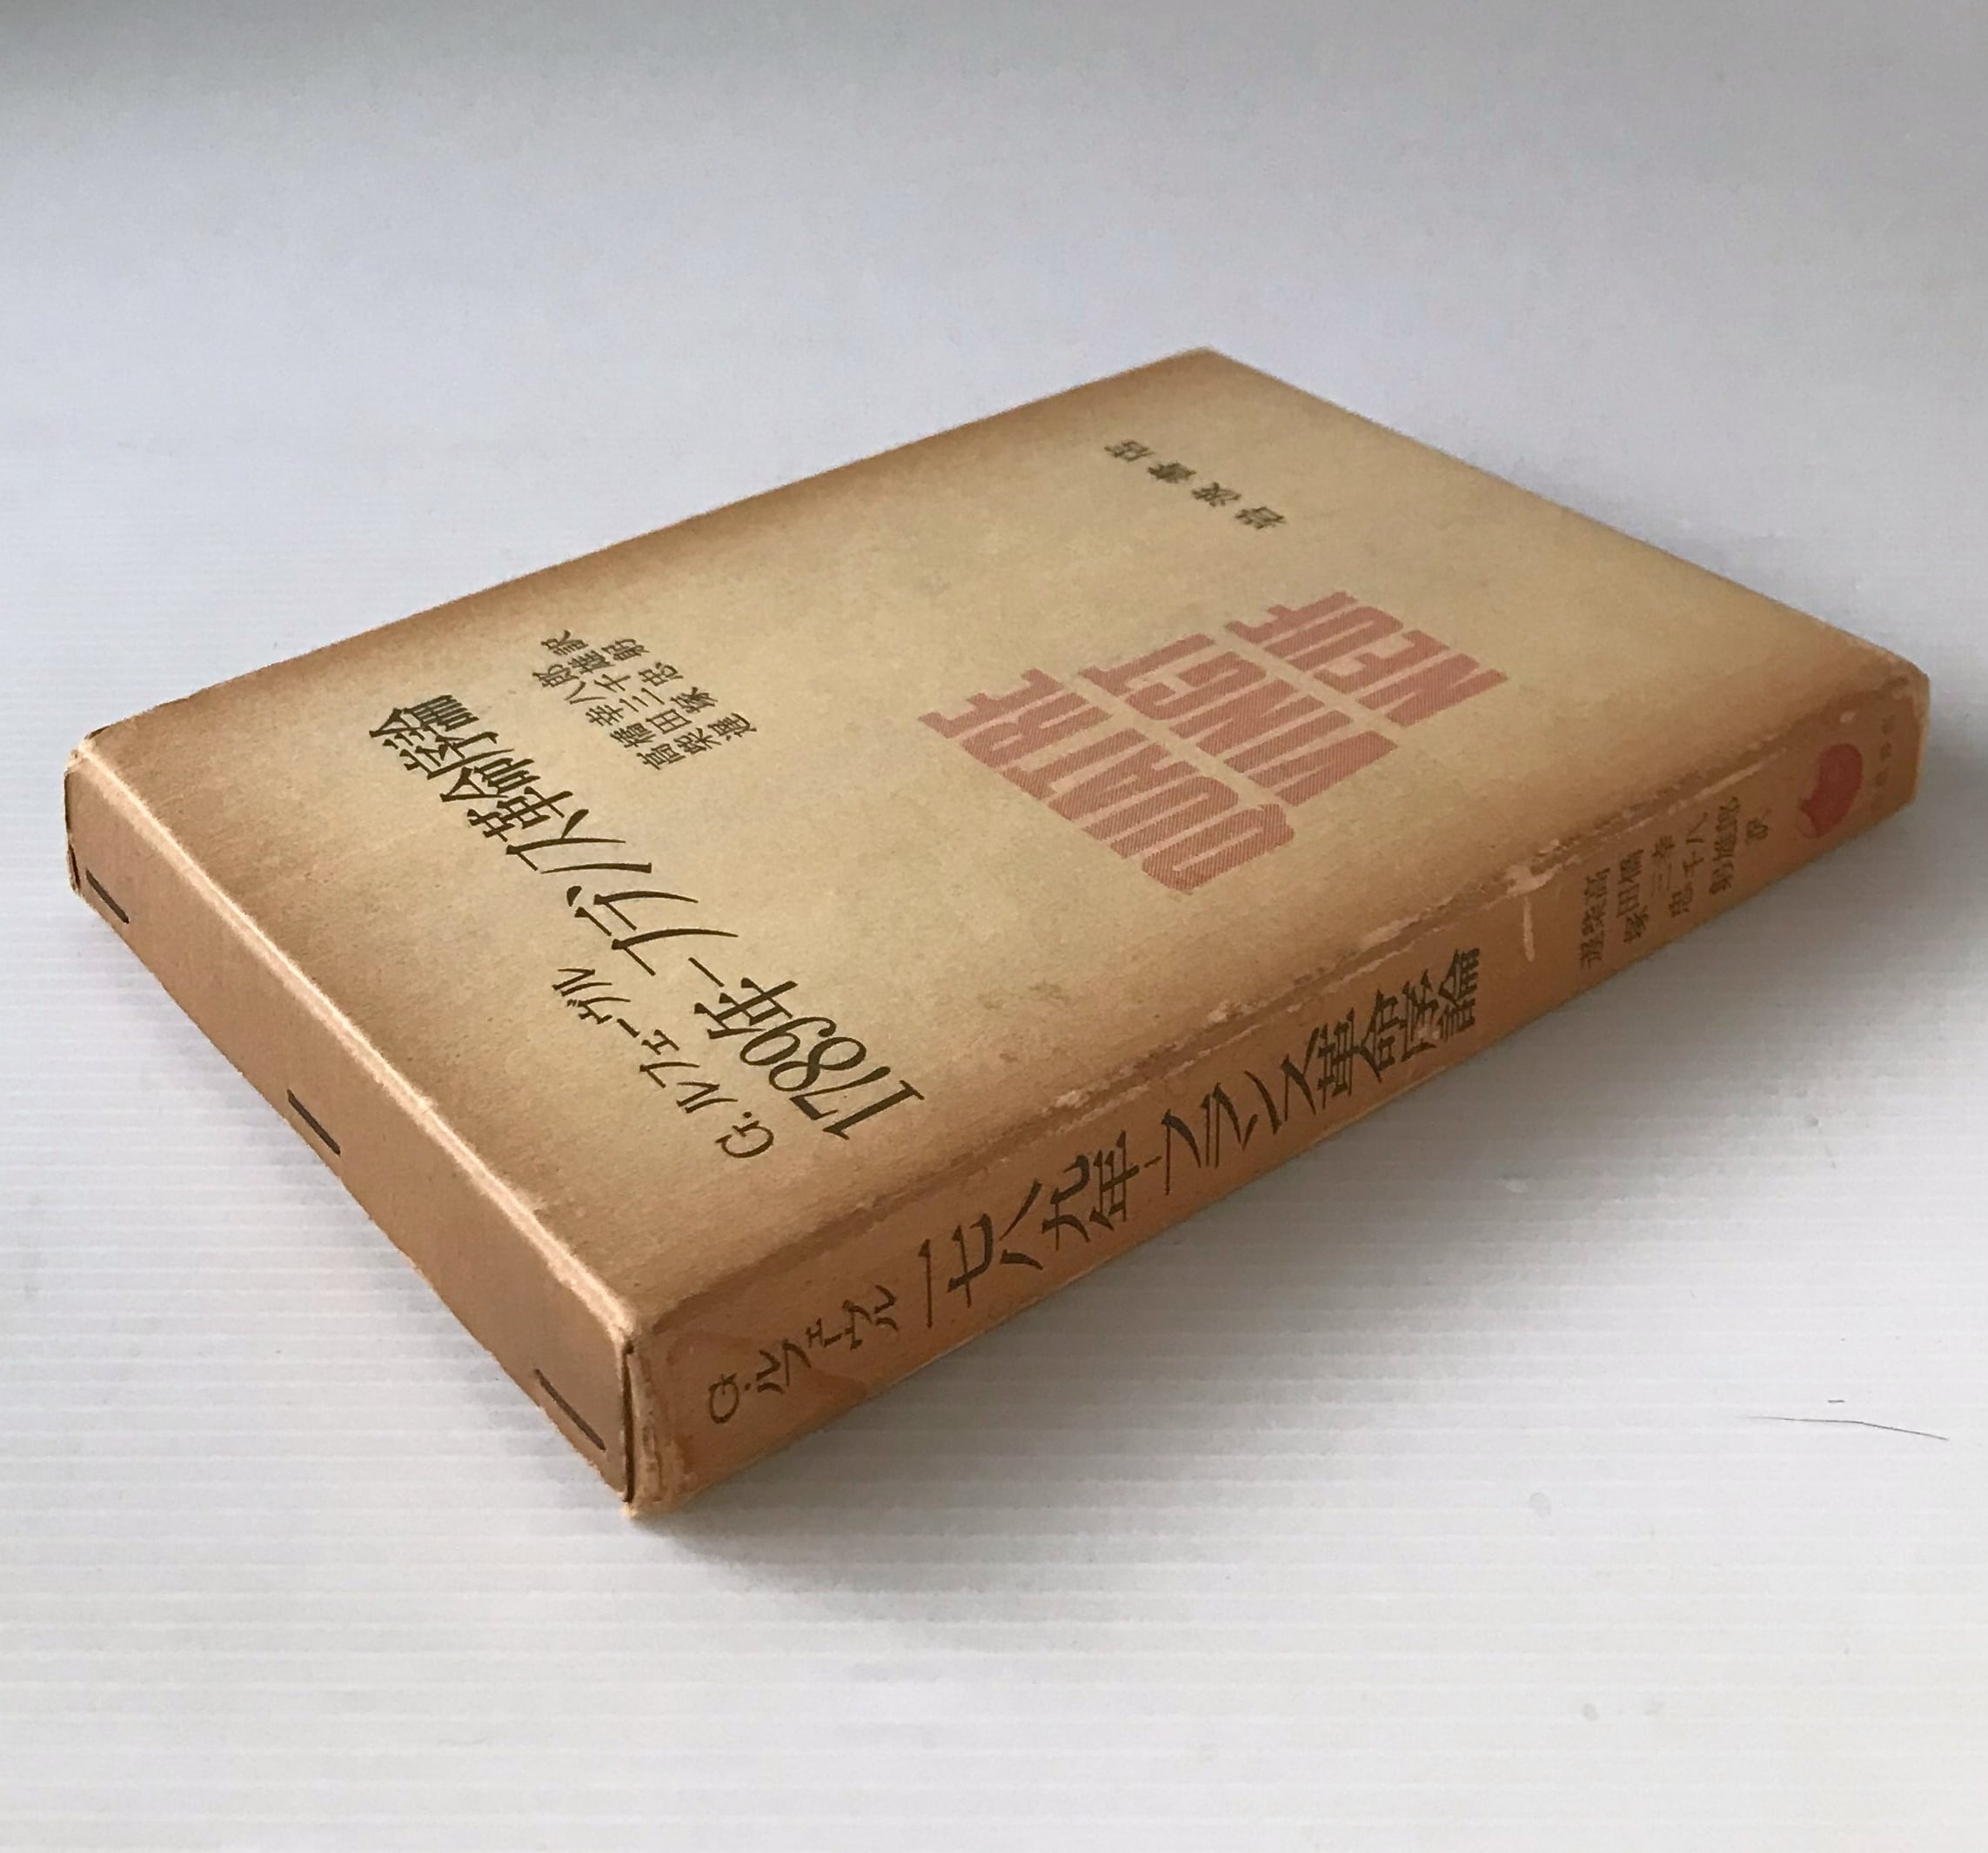 G. ルフェーヴル
1789年―フランス革命序論
高橋幸八郎
柴田三千雄訳
遅塚忠躬
QUATRE
VINGT
NEUF
岩波書店
G. ルフェーヴル
一七八九年―フランス革命序論
高橋幸八郎
柴田三千雄訳
遅塚忠躬